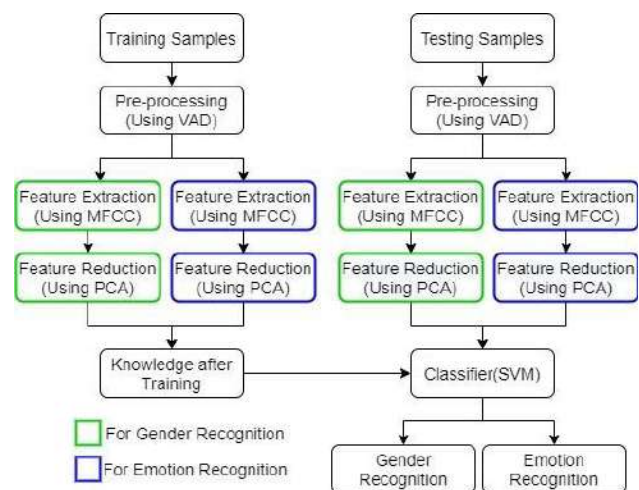 Training Samples
Testing Samples
Pre-processing
(Using VAD)
Pre-processing
(Using VAD)
Feature Extraction
(Using MFCC)
Feature Extraction
(Using MFCC)
Feature Extraction
(Using MFCC)
Feature Extraction
(Using MFCC)
Feature Reduction
(Using PCA)
Feature Reduction
(Using PCA)
Feature Reduction
(Using PCA)
Feature Reduction
(Using PCA)
Knowledge after
Training
Classifier(SVM)
For Gender Recognition
For Emotion Recognition
Gender
Recognition
Emotion
Recognition